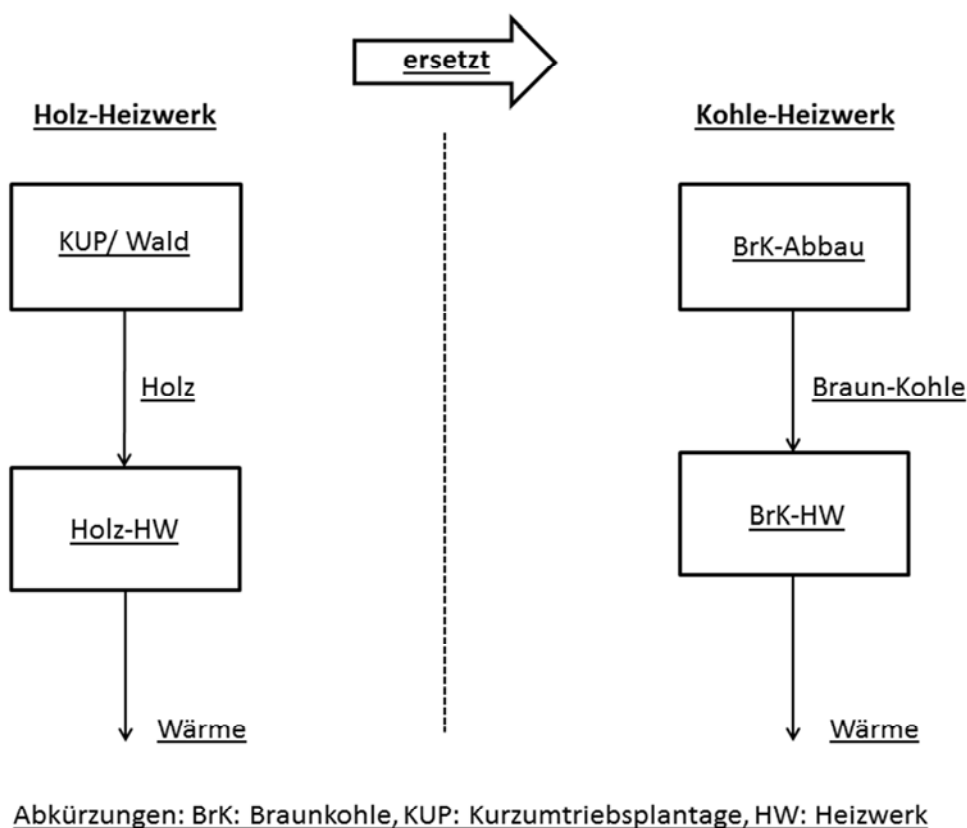 ersetzt
Holz-Heizwerk
Kohle-Heizwerk
KUP/ Wald
BrK-Abbau
Holz
Braun-Kohle
Holz-HW
BrK-HW
Wärme
Wärme
Abkürzungen: BrK: Braunkohle, KUP: Kurzumtriebsplantage, HW: Heizwerk